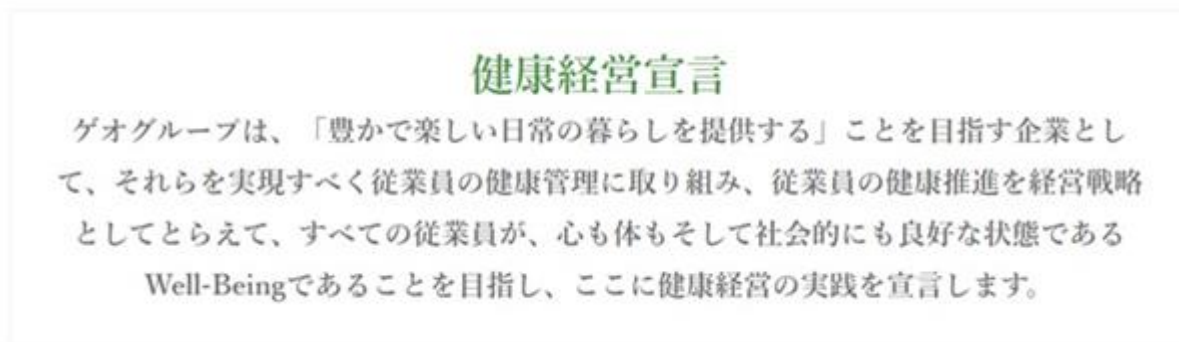 健康経営宣言
ゲオグループは、「豊かで楽しい日常の暮らしを提供する」ことを目指す企業とし
て、それらを実現すべく従業員の健康管理に取り組み、従業員の健康推進を経営戦略
としてとらえて、すべての従業員が、心も体もそして社会的にも良好な状態である
Well-Beingであることを目指し、ここに健康経営の実践を宣言します。